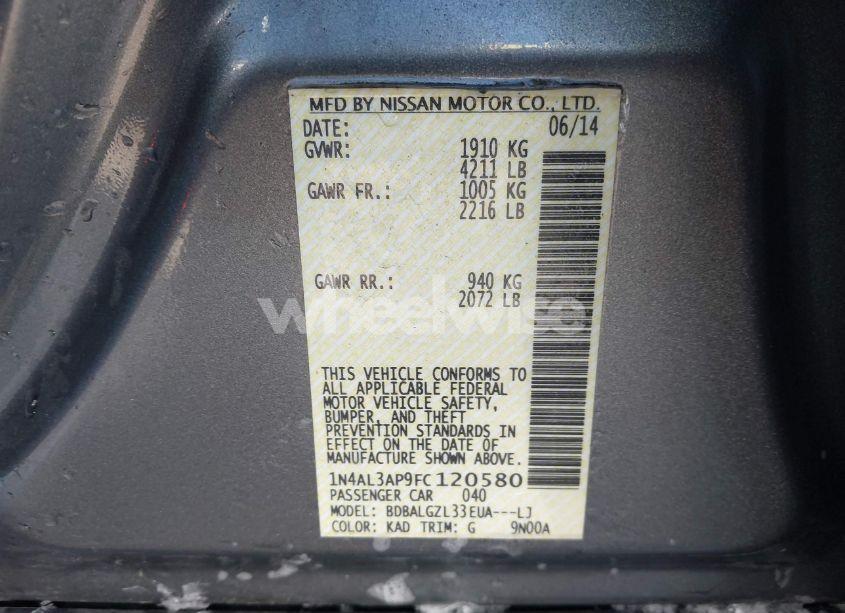 MFD BY NISSAN MOTOR CO., LTD.
DATE: 06/14
GVWR: 1910 KG
4211 LB
GAWR FR.: 1005 KG
2216 LB
GAWR RR.: 940 KG
2072 LB
wheelwise
THIS VEHICLE CONFORMS TO
ALL APPLICABLE FEDERAL
MOTOR VEHICLE SAFETY,
BUMPER, AND THEFT
PREVENTION STANDARDS IN
EFFECT ON THE DATE OF
MANUFACTURE SHOWN ABOVE.
1N4AL3AP9FC120580
PASSENGER CAR 040
MODEL: BDBALGZL33EUA---LJ
COLOR: KAD TRIM: G 9N00A